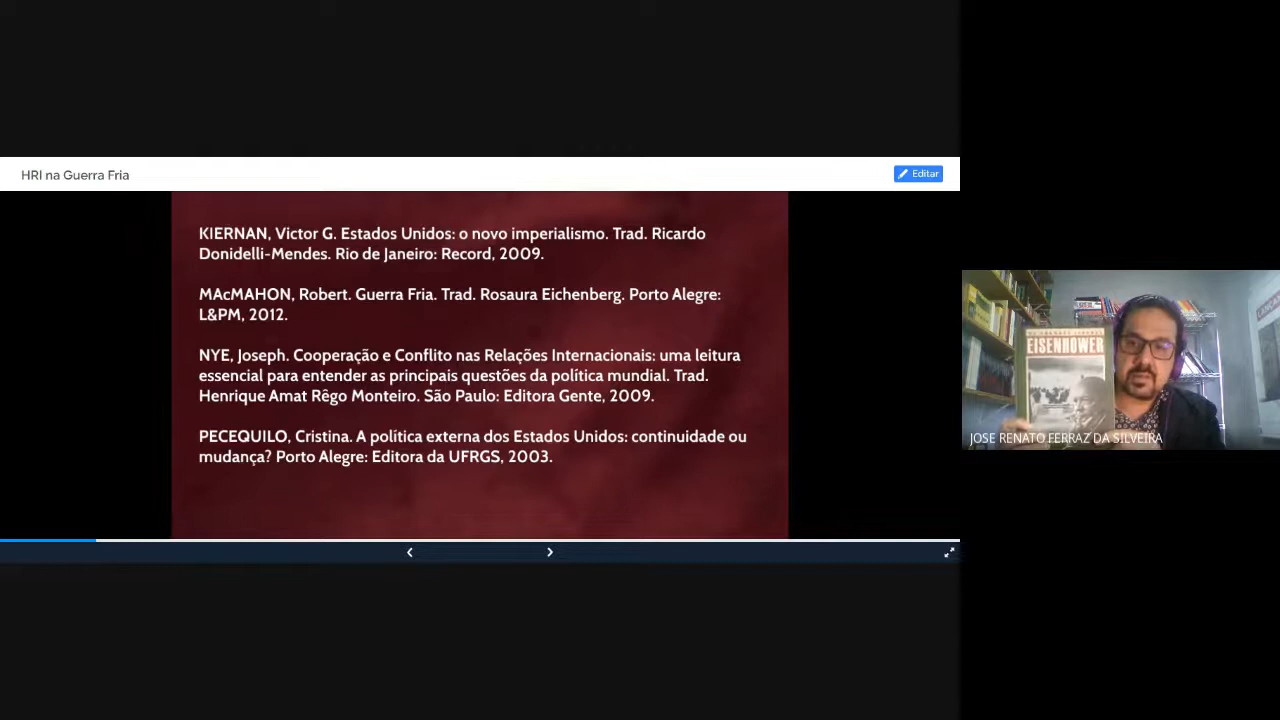 HRI na Guerra Fria
Editar
KIERNAN, Victor G. Estados Unidos: o novo imperialismo. Trad. Ricardo
Donidelli-Mendes. Rio de Janeiro: Record, 2009.
MAcMAHON, Robert. Guerra Fria. Trad. Rosaura Eichenberg. Porto Alegre:
L&PM, 2012.
NYE, Joseph. Cooperação e Conflito nas Relações Internacionais: uma leitura
essencial para entender as principais questões da política mundial. Trad.
Henrique Amat Rêgo Monteiro. São Paulo: Editora Gente, 2009.
PECEQUILO, Cristina. A política externa dos Estados Unidos: continuidade ou
mudança? Porto Alegre: Editora da UFRGS, 2003.
EISENHOWER
JOSE RENATO FERRAZ DA SILVEIRA